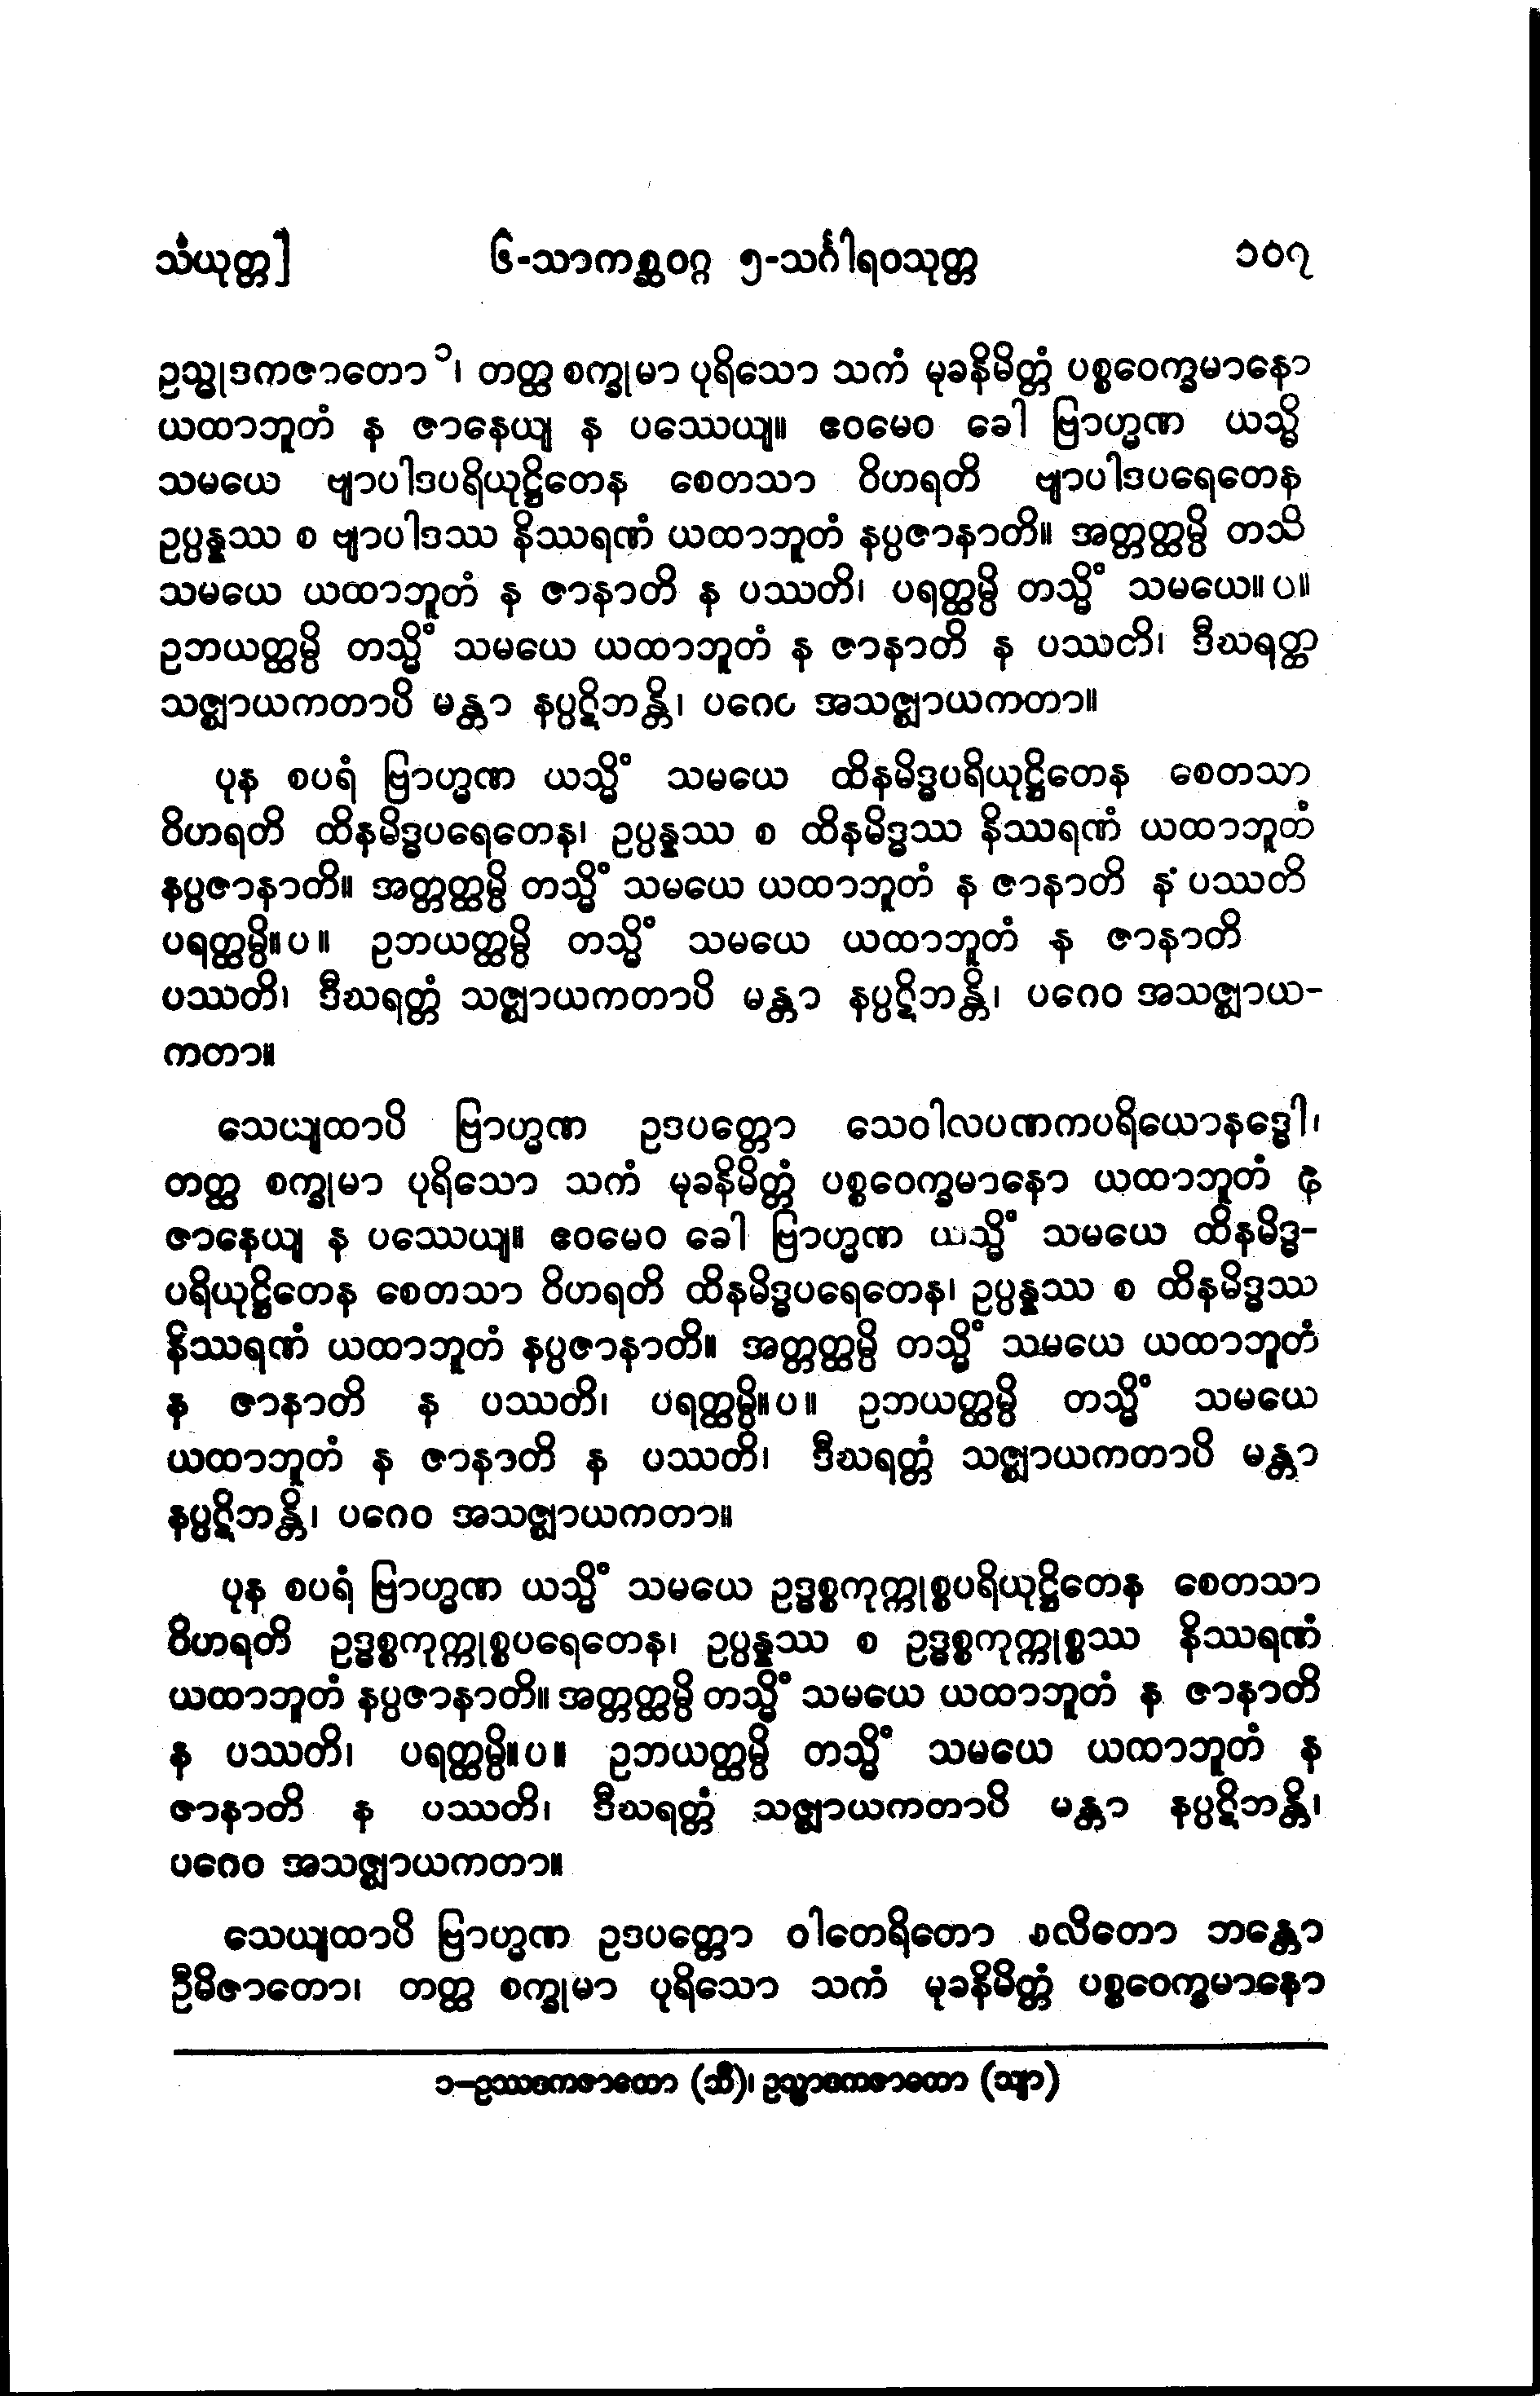 သံယုတ္တ] ၆-သာကစ္ဆဝဂ္ဂ ၅-သင်္ဂါရဝသုတ္တ ၁၀၇
ဥသ္မုဒကဇာတော၁၊ တတ္ထ စက္ခုမာ ပုရိသော သကံ မုခနိမိတ္တံ ပစ္စဝေက္ခမာနော
ယထာဘူတံ န ဇာနေယျ န ပဿေယျ။ ဧဝမေဝ ခေါ ဗြာဟ္မဏ ယသ္မိ
သမယေ ဗျာပါဒပရိယုဋ္ဌိတေန စေတသာ ဝိဟရတိ ဗျာပါဒပရေတေန
ဥပ္ပန္နဿ စ ဗျာပါဒဿ နိဿရဏံ ယထာဘူတံ နပ္ပဇာနာတိ။ အတ္တတ္ထမ္ပိ တသိ
သမယေ ယထာဘူတံ န ဇာနာတိ န ပဿတိ၊ ပရတ္ထမ္ပိ တသ္မိံ သမယေ။ပ။
ဥဘယတ္ထမ္ပိ တသ္မိံ သမယေ ယထာဘူတံ န ဇာနာတိ န ပဿတိ၊ ဒီဃရတ္တ
သဇ္ဈာယကတာပိ မန္တာ နပ္ပဋိဘန္တိ၊ ပဂေဝ အသဇ္ဈာယကတာ။
ပုန စပရံ ဗြာဟ္မဏ ယသ္မိံ သမယေ ထိနမိဒ္ဓပရိယုဋ္ဌိတေန စေတသာ
ဝိဟရတိ ထိနမိဒ္ဓပရေတေန၊ ဥပ္ပန္နဿ စ ထိနမိဒ္ဓဿ နိဿရဏံ ယထာဘူတံ
နပ္ပဇာနာတိ။ အတ္တတ္ထမ္ပိ တသ္မိံ သမယေ ယထာဘူတံ န ဇာနာတိ န ပဿတိ
ပရတ္ထမ္ပိ။ပ။ ဥဘယတ္ထမ္ပိ တသ္မိံ သမယေ ယထာဘူတံ န ဇာနာတိ
ပဿတိ၊ ဒီဃရတ္တံ သဇ္ဈာယကတာပိ မန္တာ နပ္ပဋိဘန္တိ၊ ပဂေဝ အသဇ္ဈာယ-
ကတာ။
သေယျထာပိ ဗြာဟ္မဏ ဥဒပတ္တော သေဝါလပဏကပရိယောနဒ္ဓေါ၊
တတ္ထ စက္ခုမာ ပုရိသော သကံ မုခနိမိတ္တံ ပစ္စဝေက္ခမာနော ယထာဘူတံ န
ဇာနေယျ န ပဿေယျ။ ဧဝမေဝ ခေါ ဗြာဟ္မဏ ယသ္မိံ သမယေ ထိနမိဒ္ဓ-
ပရိယုဋ္ဌိတေန စေတသာ ဝိဟရတိ ထိနမိဒ္ဓပရေတေန၊ ဥပ္ပန္နဿ စ ထိနမိဒ္ဓဿ
နိဿရဏံ ယထာဘူတံ နပ္ပဇာနာတိ။ အတ္တတ္ထမ္ပိ တသ္မိံ သမယေ ယထာဘူတံ
န ဇာနာတိ န ပဿတိ၊ ပရတ္ထမ္ပိ။ပ။ ဥဘယတ္ထမ္ပိ တသ္မိံ သမယေ
ယထာဘူတံ န ဇာနာတိ န ပဿတိ၊ ဒီဃရတ္တံ သဇ္ဈာယကတာပိ မန္တာ
နပ္ပဋိဘန္တိ၊ ပဂေဝ အသဇ္ဈာယကတာ။
ပုန စပရံ ဗြာဟ္မဏ ယသ္မိံ သမယေ ဥဒ္ဓစ္စကုက္ကုစ္စပရိယုဋ္ဌိတေန စေတသာ
ဝိဟရတိ ဥဒ္ဓစ္စကုက္ကုစ္စပရေတေန၊ ဥပ္ပန္နဿ စ ဥဒ္ဓစ္စကုက္ကုစ္စဿ နိဿရဏံ
ယထာဘူတံ နပ္ပဇာနာတိ။ အတ္တတ္ထမ္ပိ တသ္မိံ သမယေ ယထာဘူတံ န ဇာနာတိ
န ပဿတိ၊ ပရတ္ထမ္ပိ။ပ။ ဥဘယတ္ထမ္ပိ တသ္မိံ သမယေ ယထာဘူတံ န
ဇာနာတိ န ပဿတိ၊ ဒီဃရတ္တံ သဇ္ဈာယကတာပိ မန္တာ နပ္ပဋိဘန္တိ၊
ပဂေဝ အသဇ္ဈာယကတာ။
သေယျထာပိ ဗြာဟ္မဏ ဥဒပတ္တော ဝါတေရိတော စလိတော ဘန္တော
ဦမိဇာတော၊ တတ္ထ စက္ခုမာ ပုရိသော သကံ မုခနိမိတ္တံ ပစ္စဝေက္ခမာနော
၁-ဥဿဒကဇာတော (သီ)၊ ဥသ္မာဒကဇာတော (သျာ)